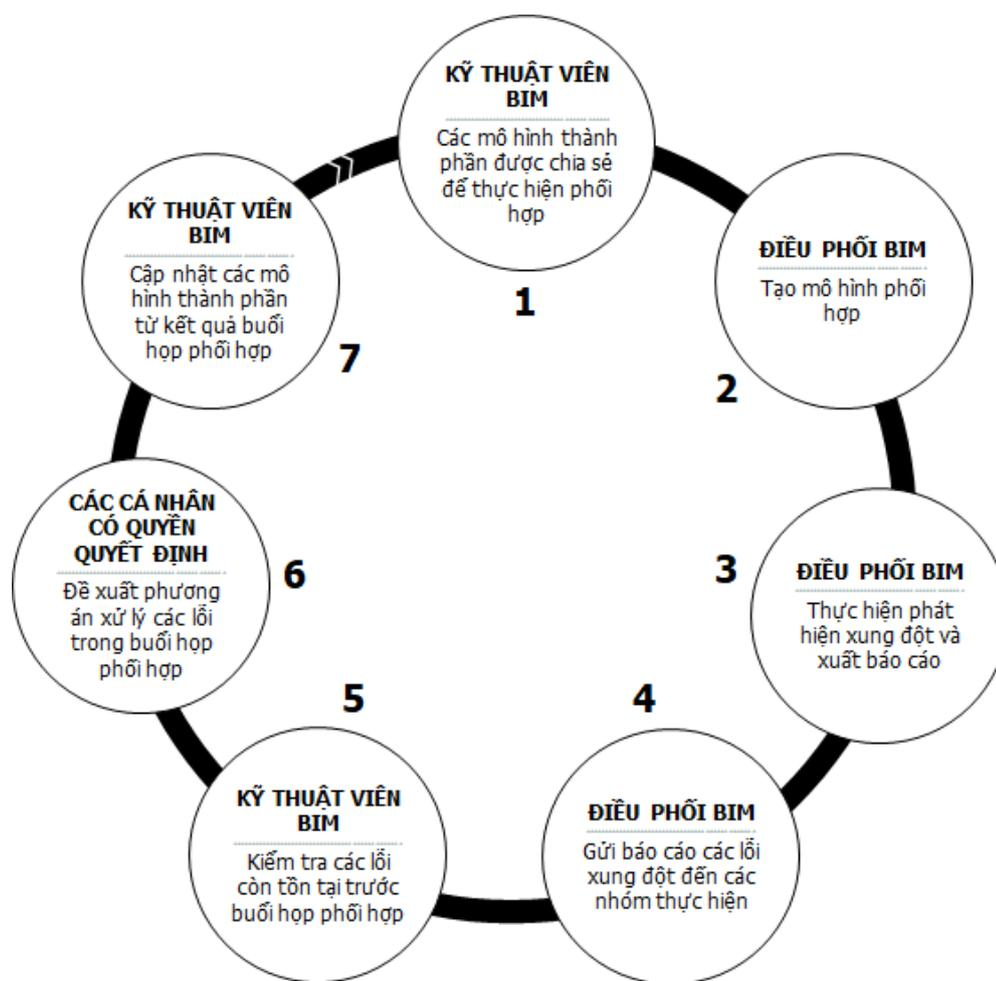 KỸ THUẬT VIÊN
BIM
Các mô hình thành
phần được chia sẻ
để thực hiện phối
hợp
1
ĐIỀU PHỐI BIM
Tạo mô hình phối
hợp
2
ĐIỀU PHỐI BIM
Thực hiện phát
hiện xung đột và
xuất báo cáo
3
ĐIỀU PHỐI BIM
Gửi báo cáo các lỗi
xung đột đến các
nhóm thực hiện
4
KỸ THUẬT VIÊN
BIM
Kiểm tra các lỗi
còn tồn tại trước
buổi họp phối hợp
5
CÁC CÁ NHÂN
CÓ QUYỀN
QUYẾT ĐỊNH
Đề xuất phương
án xử lý các lỗi
trong buổi họp
phối hợp
6
KỸ THUẬT VIÊN
BIM
Cập nhật các mô
hình thành phần
từ kết quả buổi
họp phối hợp
7